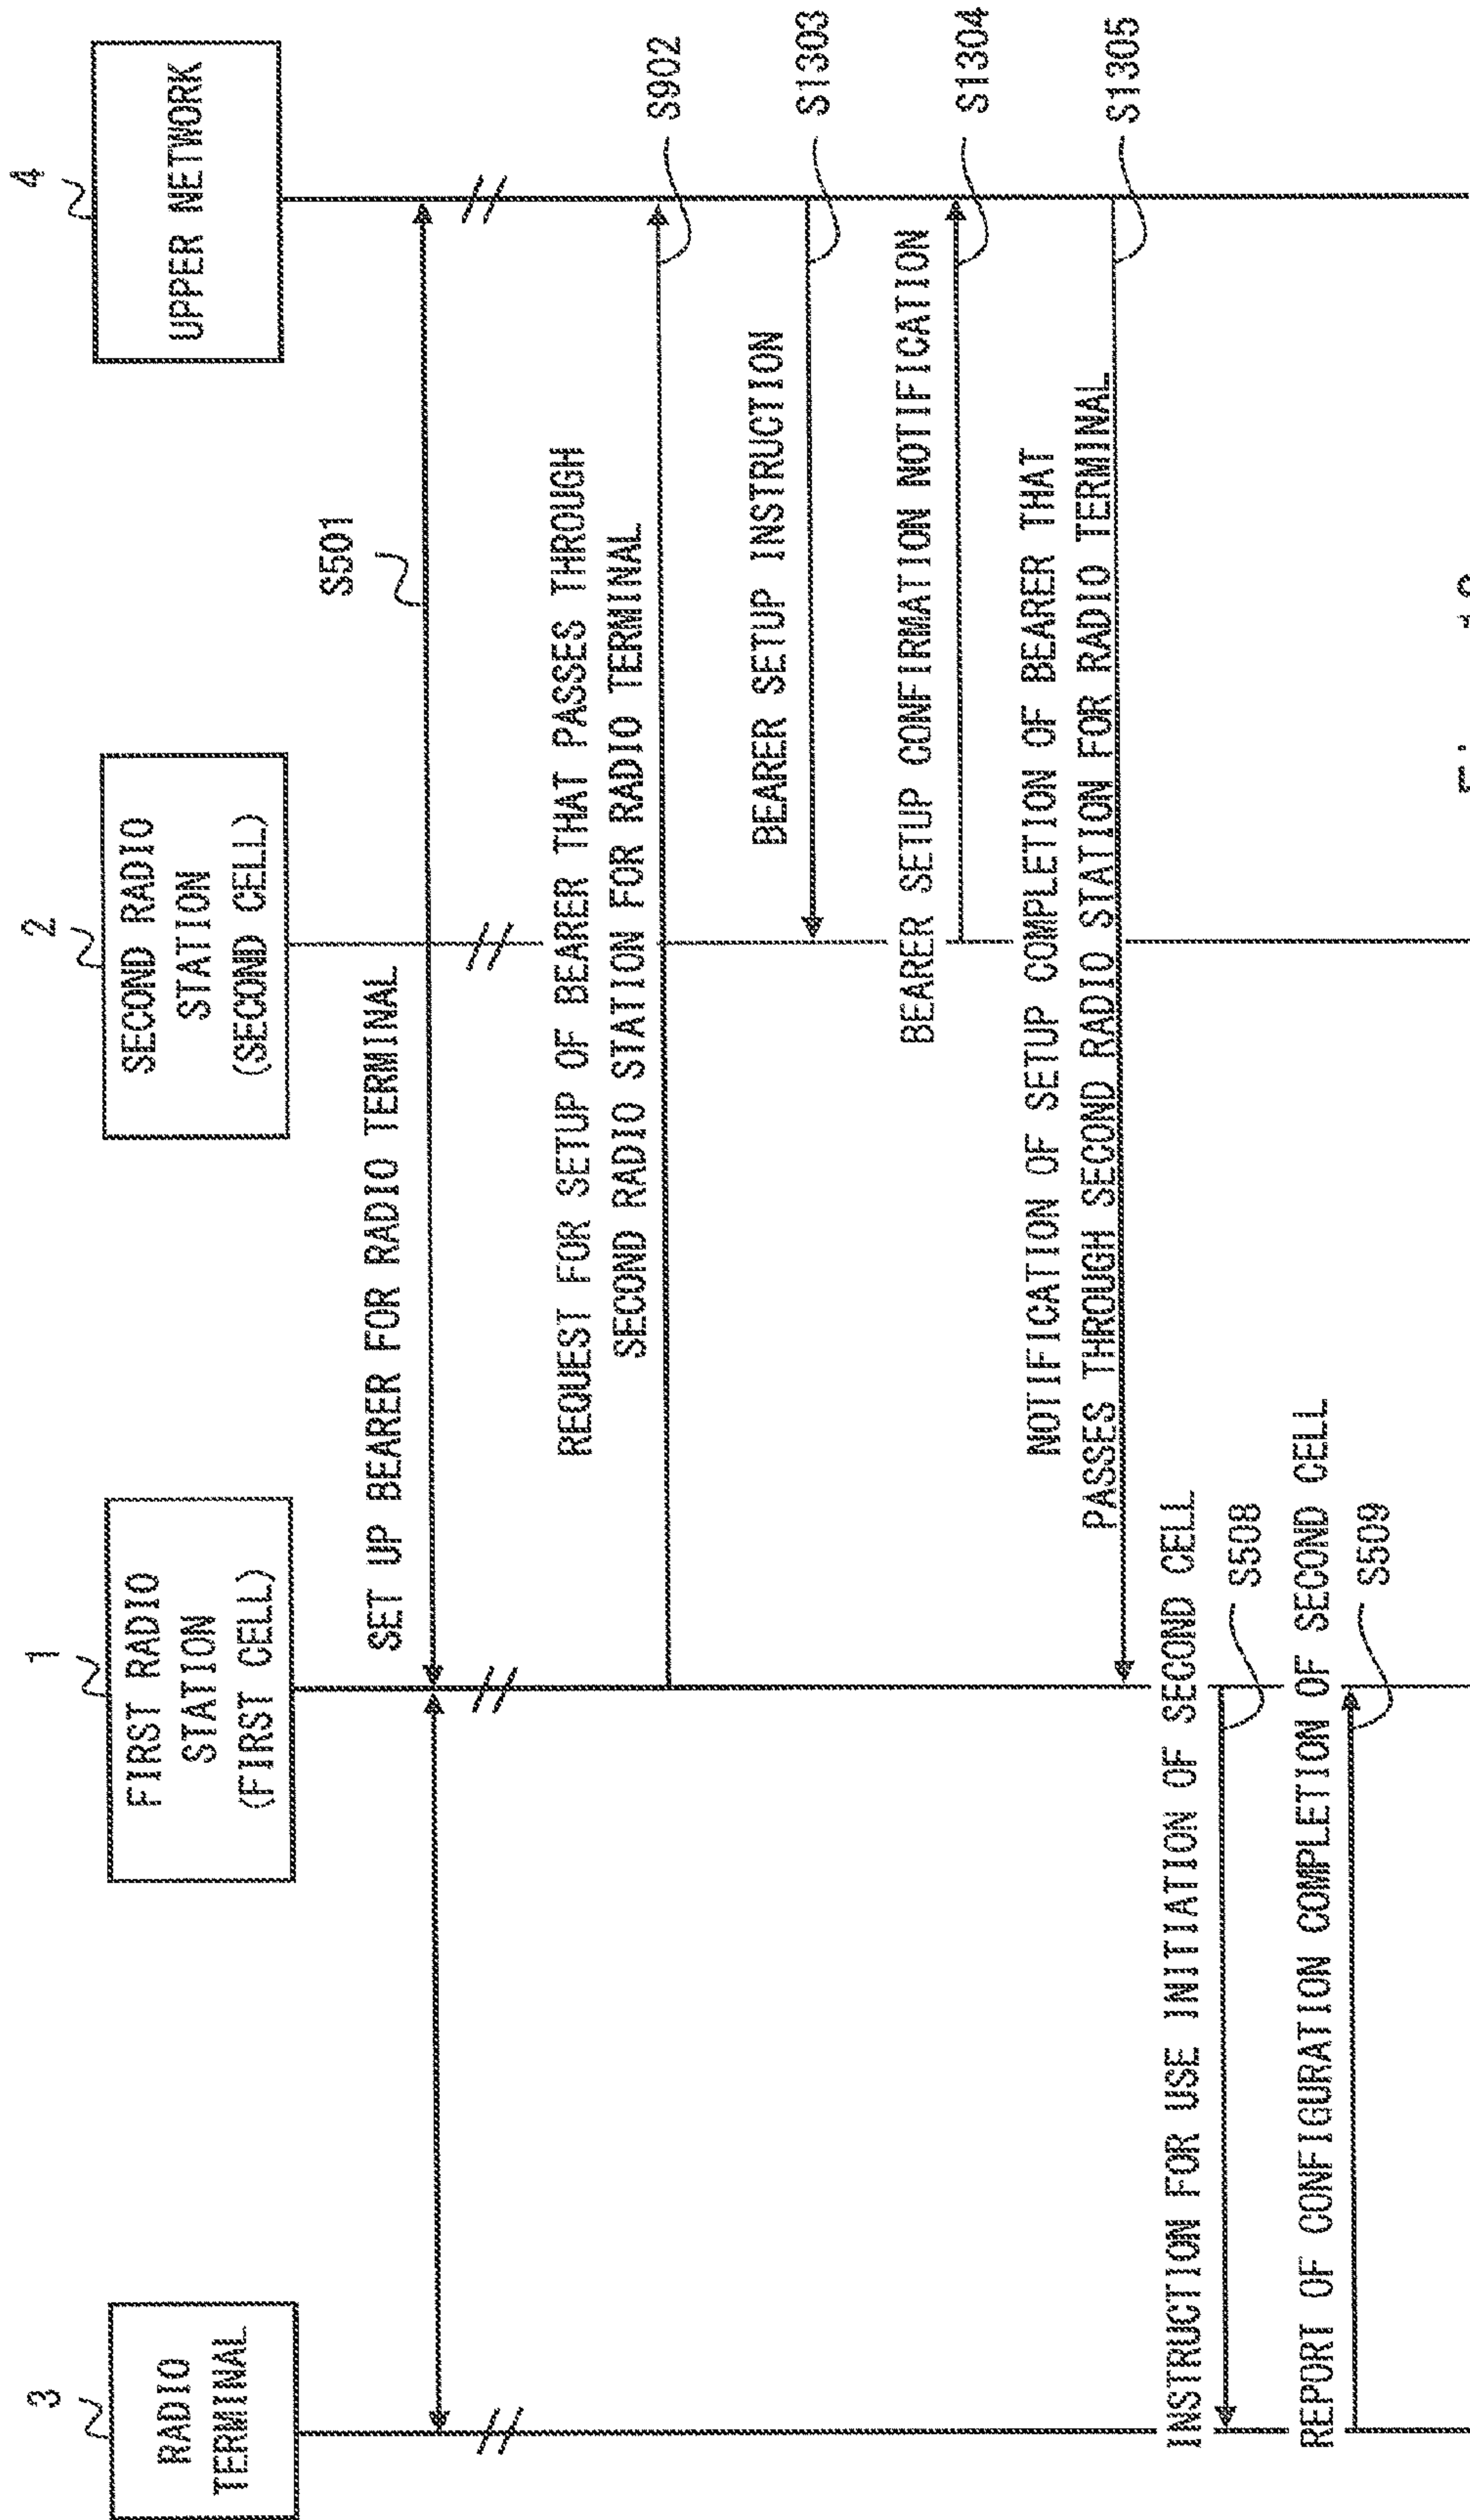 3
RADIO
TERMINAL
1
FIRST RADIO
STATION
(FIRST CELL)
2
SECOND RADIO
STATION
(SECOND CELL)
4
UPPER NETWORK
S501
SET UP BEARER FOR RADIO TERMINAL
REQUEST FOR SETUP OF BEARER THAT PASSES THROUGH
SECOND RADIO STATION FOR RADIO TERMINAL
S902
BEARER SETUP INSTRUCTION
S1303
BEARER SETUP CONFIRMATION NOTIFICATION
S1304
NOTIFICATION OF SETUP COMPLETION OF BEARER THAT
PASSES THROUGH SECOND RADIO STATION FOR RADIO TERMINAL
S1305
INSTRUCTION FOR USE INITIATION OF SECOND CELL
S508
REPORT OF CONFIGURATION COMPLETION OF SECOND CELL
S509